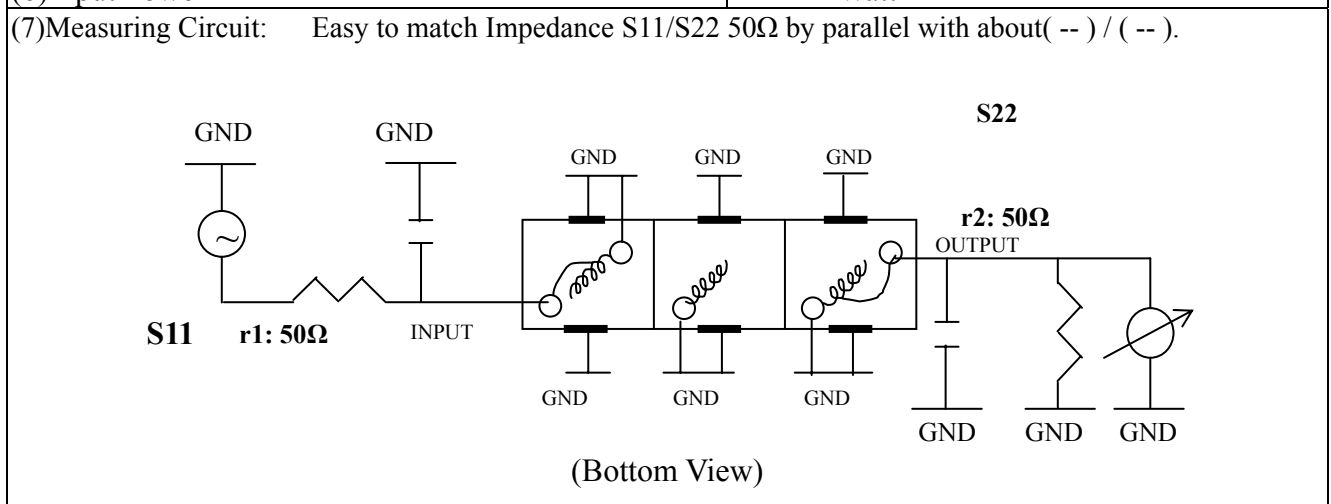 (7)Measuring Circuit: Easy to match Impedance S11/S22 50Ω by parallel with about( -- ) / ( -- ).
S22
GND GND
GND GND GND
r2: 50Ω
OUTPUT
~
S11 r1: 50Ω INPUT
GND GND GND
GND GND GND
(Bottom View)